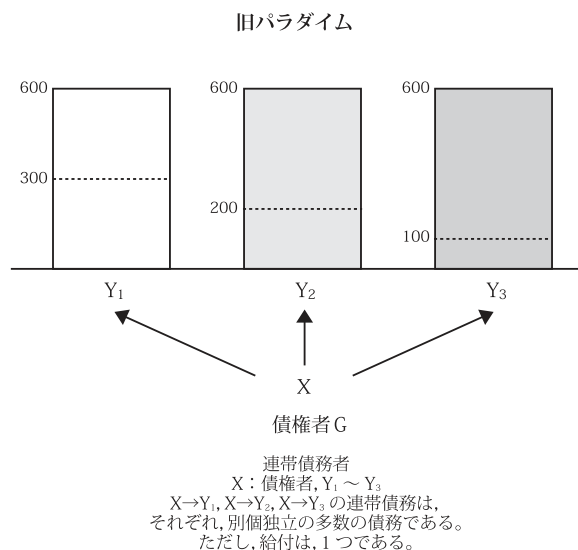 旧パラダイム
600 600 600
300
200
100
Y₁ Y₂ Y₃
X
債権者G
連帯債務者
X：債権者, Y₁ ～ Y₃
X→Y₁, X→Y₂, X→Y₃ の連帯債務は,
それぞれ, 別個独立の多数の債務である。
ただし, 給付は, 1 つである。